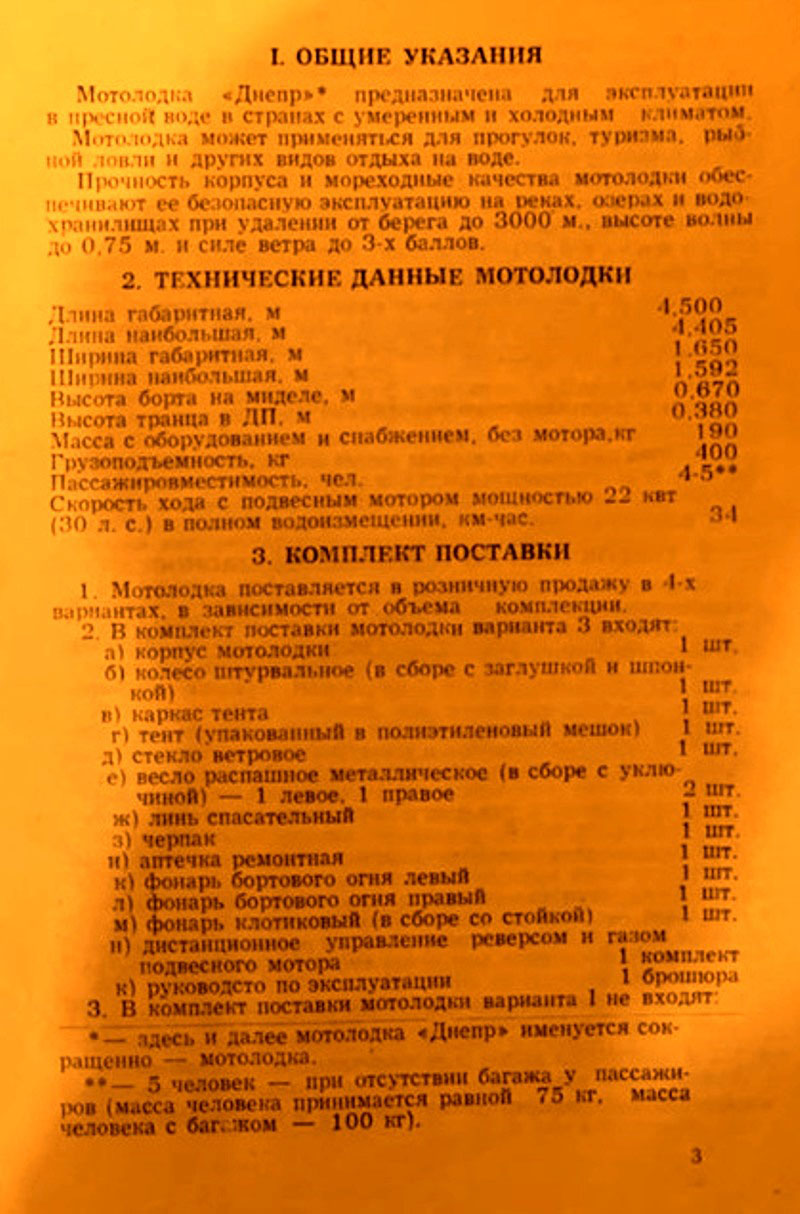 I. ОБЩИЕ УКАЗАНИЯ
Мотолодка «Днепр»* предназначена для эксплуатации
в пресной воде в странах с умеренным и холодным климатом.
Мотолодка может применяться для прогулок, туризма, рыб-
ной ловли и других видов отдыха на воде.
Прочность корпуса и мореходные качества мотолодки обес-
печивают ее безопасную эксплуатацию на реках, озерах и водо-
хранилищах при удалении от берега до 3000 м., высоте волны
до 0,75 м. и силе ветра до 3-х баллов.
2. ТЕХНИЧЕСКИЕ ДАННЫЕ МОТОЛОДКИ
Длина габаритная, м 4,500
Длина наибольшая, м 4,405
Ширина габаритная, м 1,650
Ширина наибольшая, м 1,592
Высота борта на миделе, м 0,670
Высота транца в ДП, м 0,380
Масса с оборудованием и снабжением, без мотора,кг 190
Грузоподъемность, кг 400
Пассажировместимость, чел. 4-5**
Скорость хода с подвесным мотором мощностью 22 квт
(30 л. с.) в полном водоизмещении, км-час. 34
3. КОМПЛЕКТ ПОСТАВКИ
1. Мотолодка поставляется в розничную продажу в 4-х
вариантах, в зависимости от объема комплекции.
2. В комплект поставки мотолодки варианта 3 входят:
а) корпус мотолодки 1 шт.
б) колесо штурвальное (в сборе с заглушкой и шпон-
кой) 1 шт.
в) каркас тента 1 шт.
г) тент (упакованный в полиэтиленовый мешок) 1 шт.
д) стекло ветровое 1 шт.
е) весло распашное металлическое (в сборе с уклю-
чиной) — 1 левое, 1 правое 2 шт.
ж) линь спасательный 1 шт.
з) черпак 1 шт.
и) аптечка ремонтная 1 шт.
к) фонарь бортового огня левый 1 шт.
л) фонарь бортового огня правый 1 шт.
м) фонарь клотиковый (в сборе со стойкой) 1 шт.
н) дистанционное управление реверсом и газом
подвесного мотора 1 комплект
к) руководсто по эксплуатации 1 брошюра
3. В комплект поставки мотолодки варианта 1 не входят:
*— здесь и далее мотолодка «Днепр» именуется сок-
ращенно — мотолодка.
**— 5 человек — при отсутствии багажа у пассажи-
ров (масса человека принимается равной 75 кг, масса
человека с багажом — 100 кг).
3